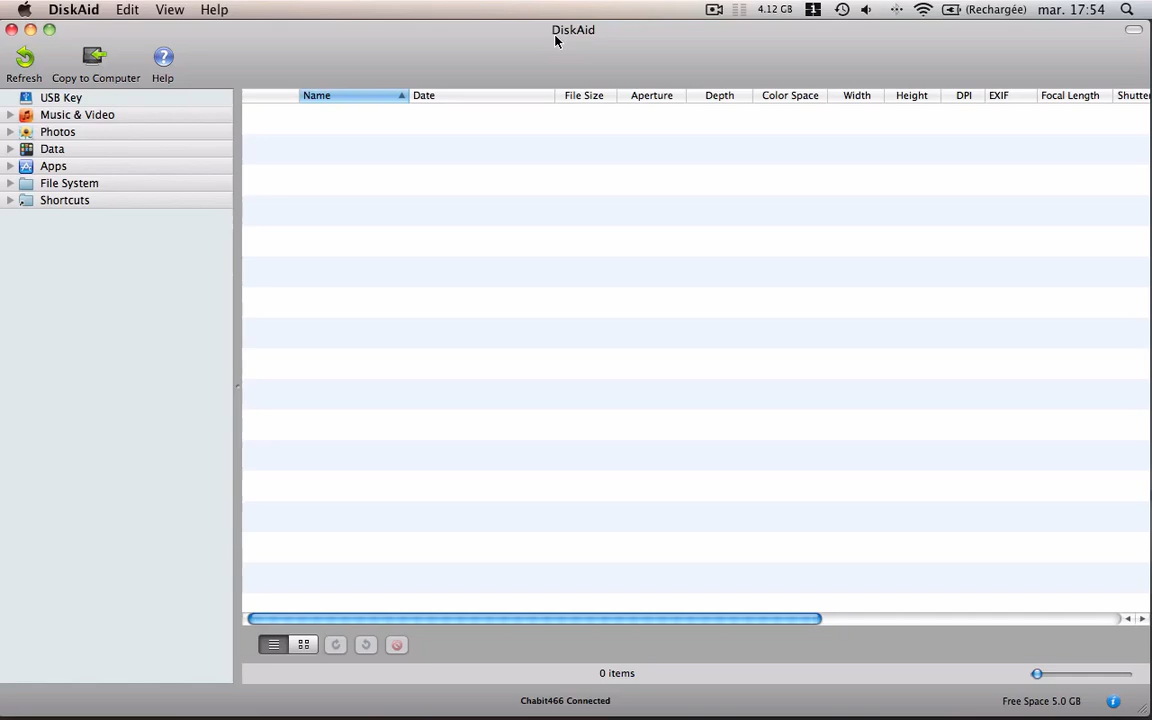 DiskAid Edit View Help 4.12 GB 1 (Rechargée) mar. 17:54
DiskAid
Refresh Copy to Computer Help
Name Date File Size Aperture Depth Color Space Width Height DPI EXIF Focal Length Shutte
USB Key
Music & Video
Photos
Data
Apps
File System
Shortcuts
0 items
Chabit466 Connected Free Space 5.0 GB